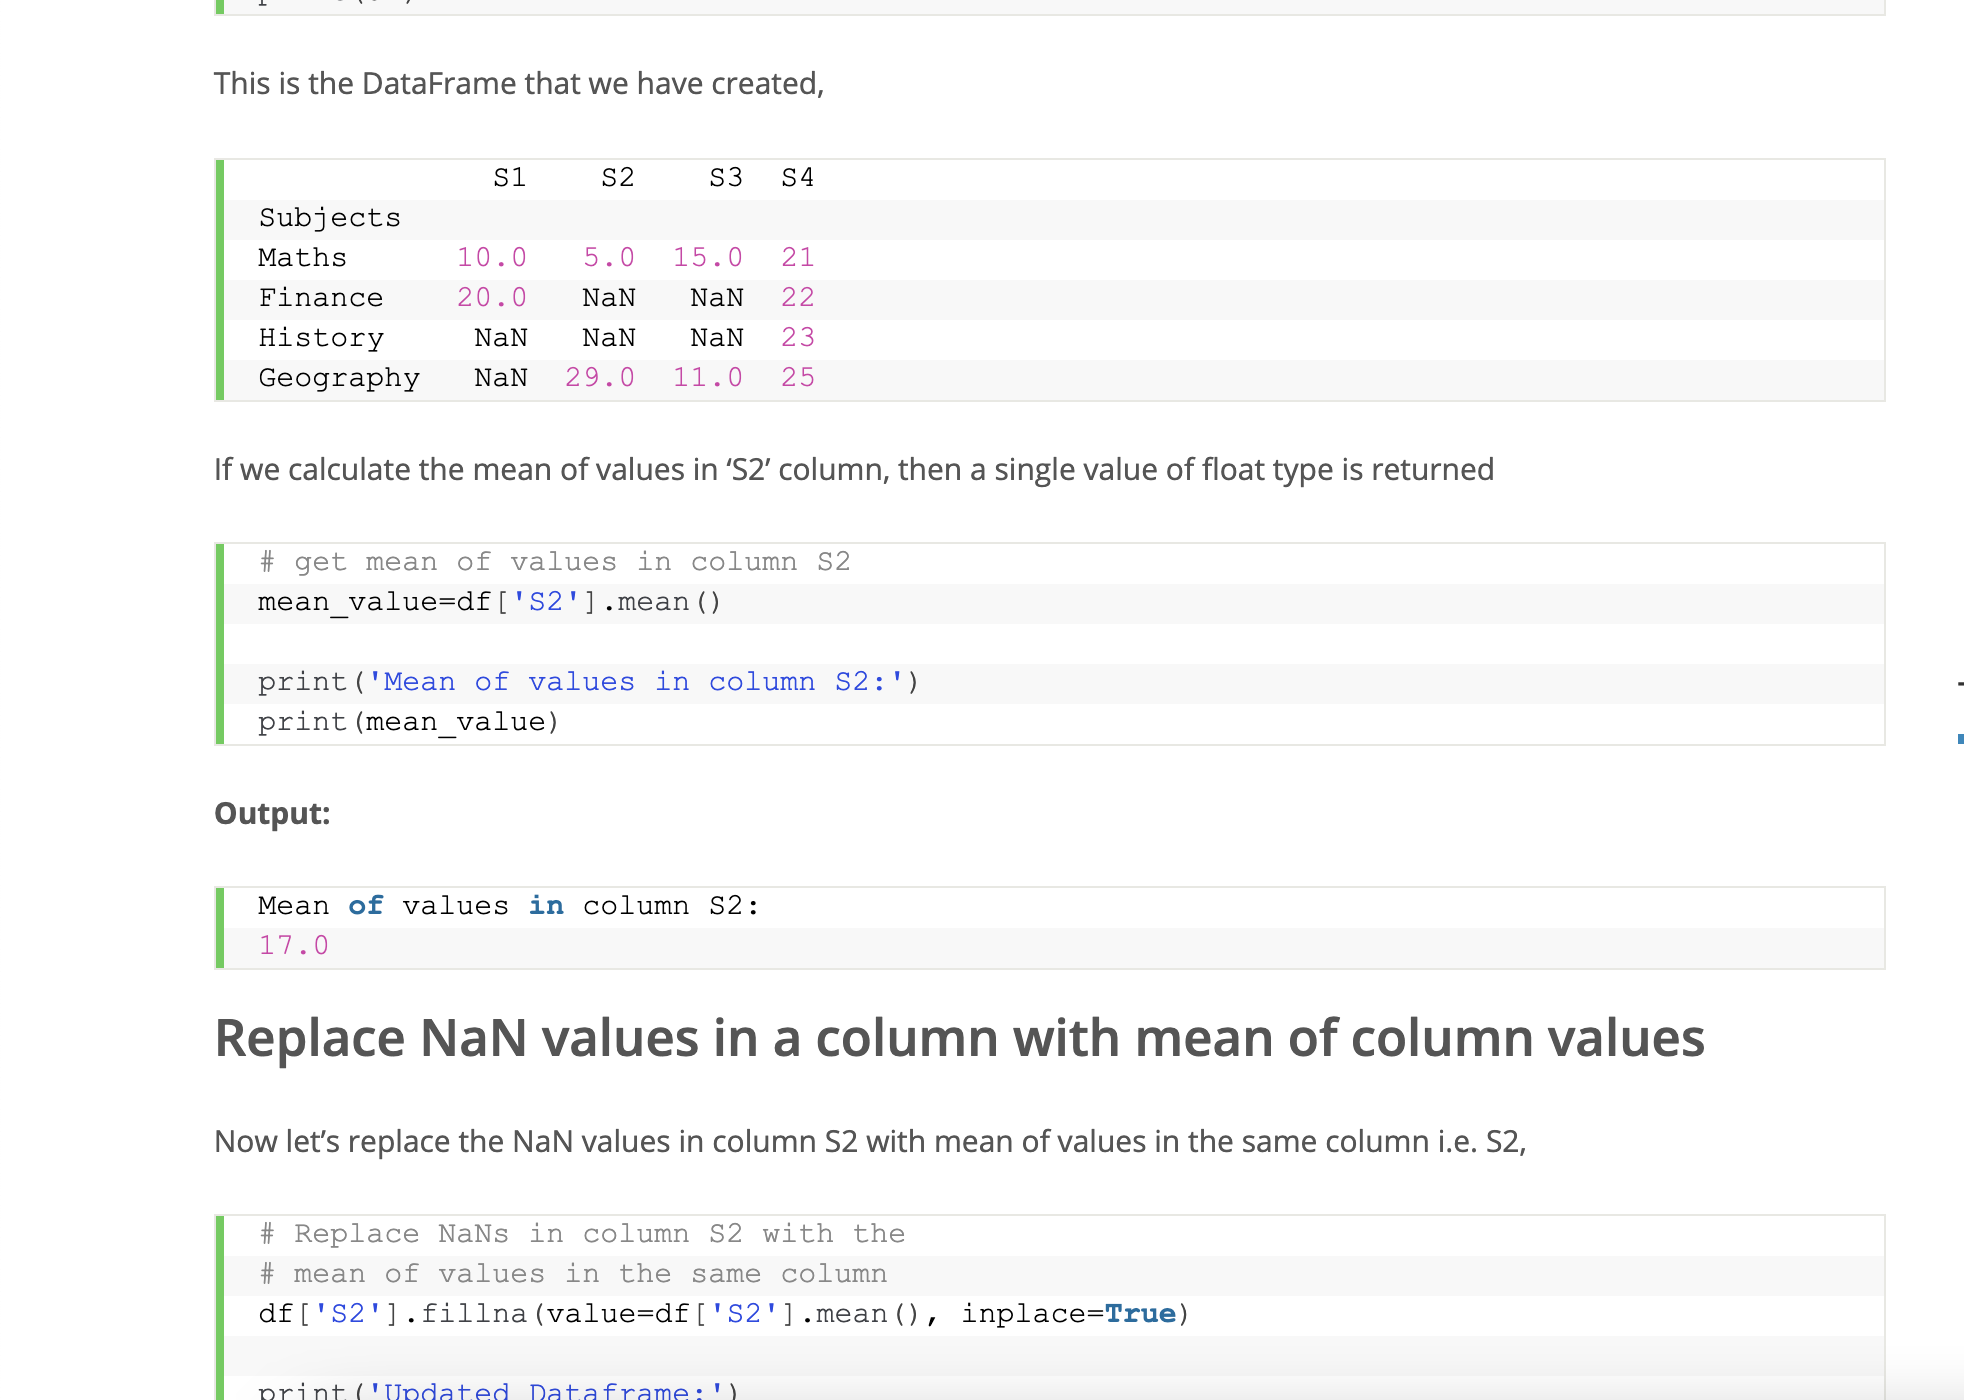 This is the DataFrame that we have created,
S1 S2 S3 S4
Subjects
Maths 10.0 5.0 15.0 21
Finance 20.0 NaN NaN 22
History NaN NaN NaN 23
Geography NaN 29.0 11.0 25
If we calculate the mean of values in ‘S2’ column, then a single value of float type is returned
# get mean of values in column S2
mean_value=df['S2'].mean()
print('Mean of values in column S2:')
print(mean_value)
Output:
Mean of values in column S2:
17.0
Replace NaN values in a column with mean of column values
Now let’s replace the NaN values in column S2 with mean of values in the same column i.e. S2,
# Replace NaNs in column S2 with the
# mean of values in the same column
df['S2'].fillna(value=df['S2'].mean(), inplace=True)
print('Updated Dataframe:')